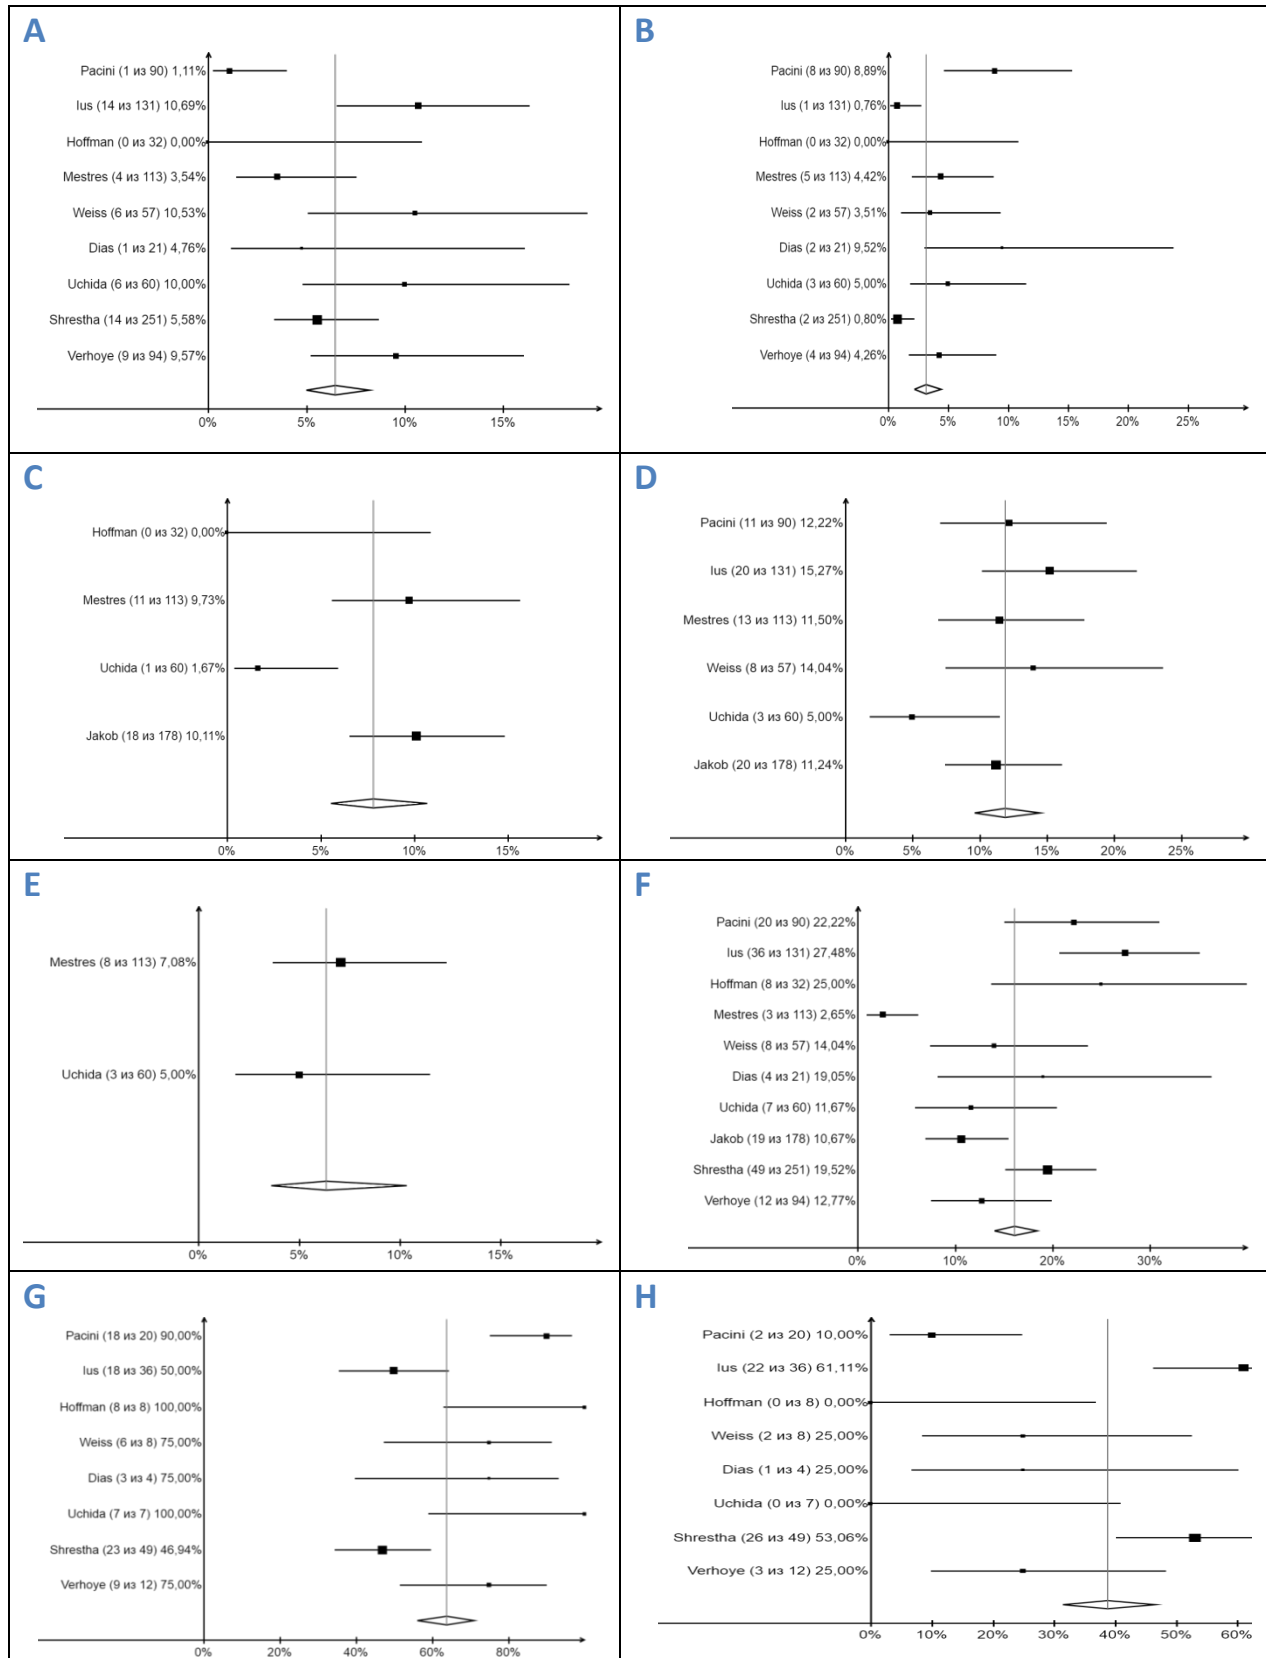 A
Pacini (1 из 90) 1,11%
Ius (14 из 131) 10,69%
Hoffman (0 из 32) 0,00%
Mestres (4 из 113) 3,54%
Weiss (6 из 57) 10,53%
Dias (1 из 21) 4,76%
Uchida (6 из 60) 10,00%
Shrestha (14 из 251) 5,58%
Verhoye (9 из 94) 9,57%
0% 5% 10% 15%
B
Pacini (8 из 90) 8,89%
Ius (1 из 131) 0,76%
Hoffman (0 из 32) 0,00%
Mestres (5 из 113) 4,42%
Weiss (2 из 57) 3,51%
Dias (2 из 21) 9,52%
Uchida (3 из 60) 5,00%
Shrestha (2 из 251) 0,80%
Verhoye (4 из 94) 4,26%
0% 5% 10% 15% 20% 25%
C
Hoffman (0 из 32) 0,00%
Mestres (11 из 113) 9,73%
Uchida (1 из 60) 1,67%
Jakob (18 из 178) 10,11%
0% 5% 10% 15%
D
Pacini (11 из 90) 12,22%
Ius (20 из 131) 15,27%
Mestres (13 из 113) 11,50%
Weiss (8 из 57) 14,04%
Uchida (3 из 60) 5,00%
Jakob (20 из 178) 11,24%
0% 5% 10% 15% 20% 25%
E
Mestres (8 из 113) 7,08%
Uchida (3 из 60) 5,00%
0% 5% 10% 15%
F
Pacini (20 из 90) 22,22%
Ius (36 из 131) 27,48%
Hoffman (8 из 32) 25,00%
Mestres (3 из 113) 2,65%
Weiss (8 из 57) 14,04%
Dias (4 из 21) 19,05%
Uchida (7 из 60) 11,67%
Jakob (19 из 178) 10,67%
Shrestha (49 из 251) 19,52%
Verhoye (12 из 94) 12,77%
0% 10% 20% 30%
G
Pacini (18 из 20) 90,00%
Ius (18 из 36) 50,00%
Hoffman (8 из 8) 100,00%
Weiss (6 из 8) 75,00%
Dias (3 из 4) 75,00%
Uchida (7 из 7) 100,00%
Shrestha (23 из 49) 46,94%
Verhoye (9 из 12) 75,00%
0% 20% 40% 60% 80%
H
Pacini (2 из 20) 10,00%
Ius (22 из 36) 61,11%
Hoffman (0 из 8) 0,00%
Weiss (2 из 8) 25,00%
Dias (1 из 4) 25,00%
Uchida (0 из 7) 0,00%
Shrestha (26 из 49) 53,06%
Verhoye (3 из 12) 25,00%
0% 10% 20% 30% 40% 50% 60%